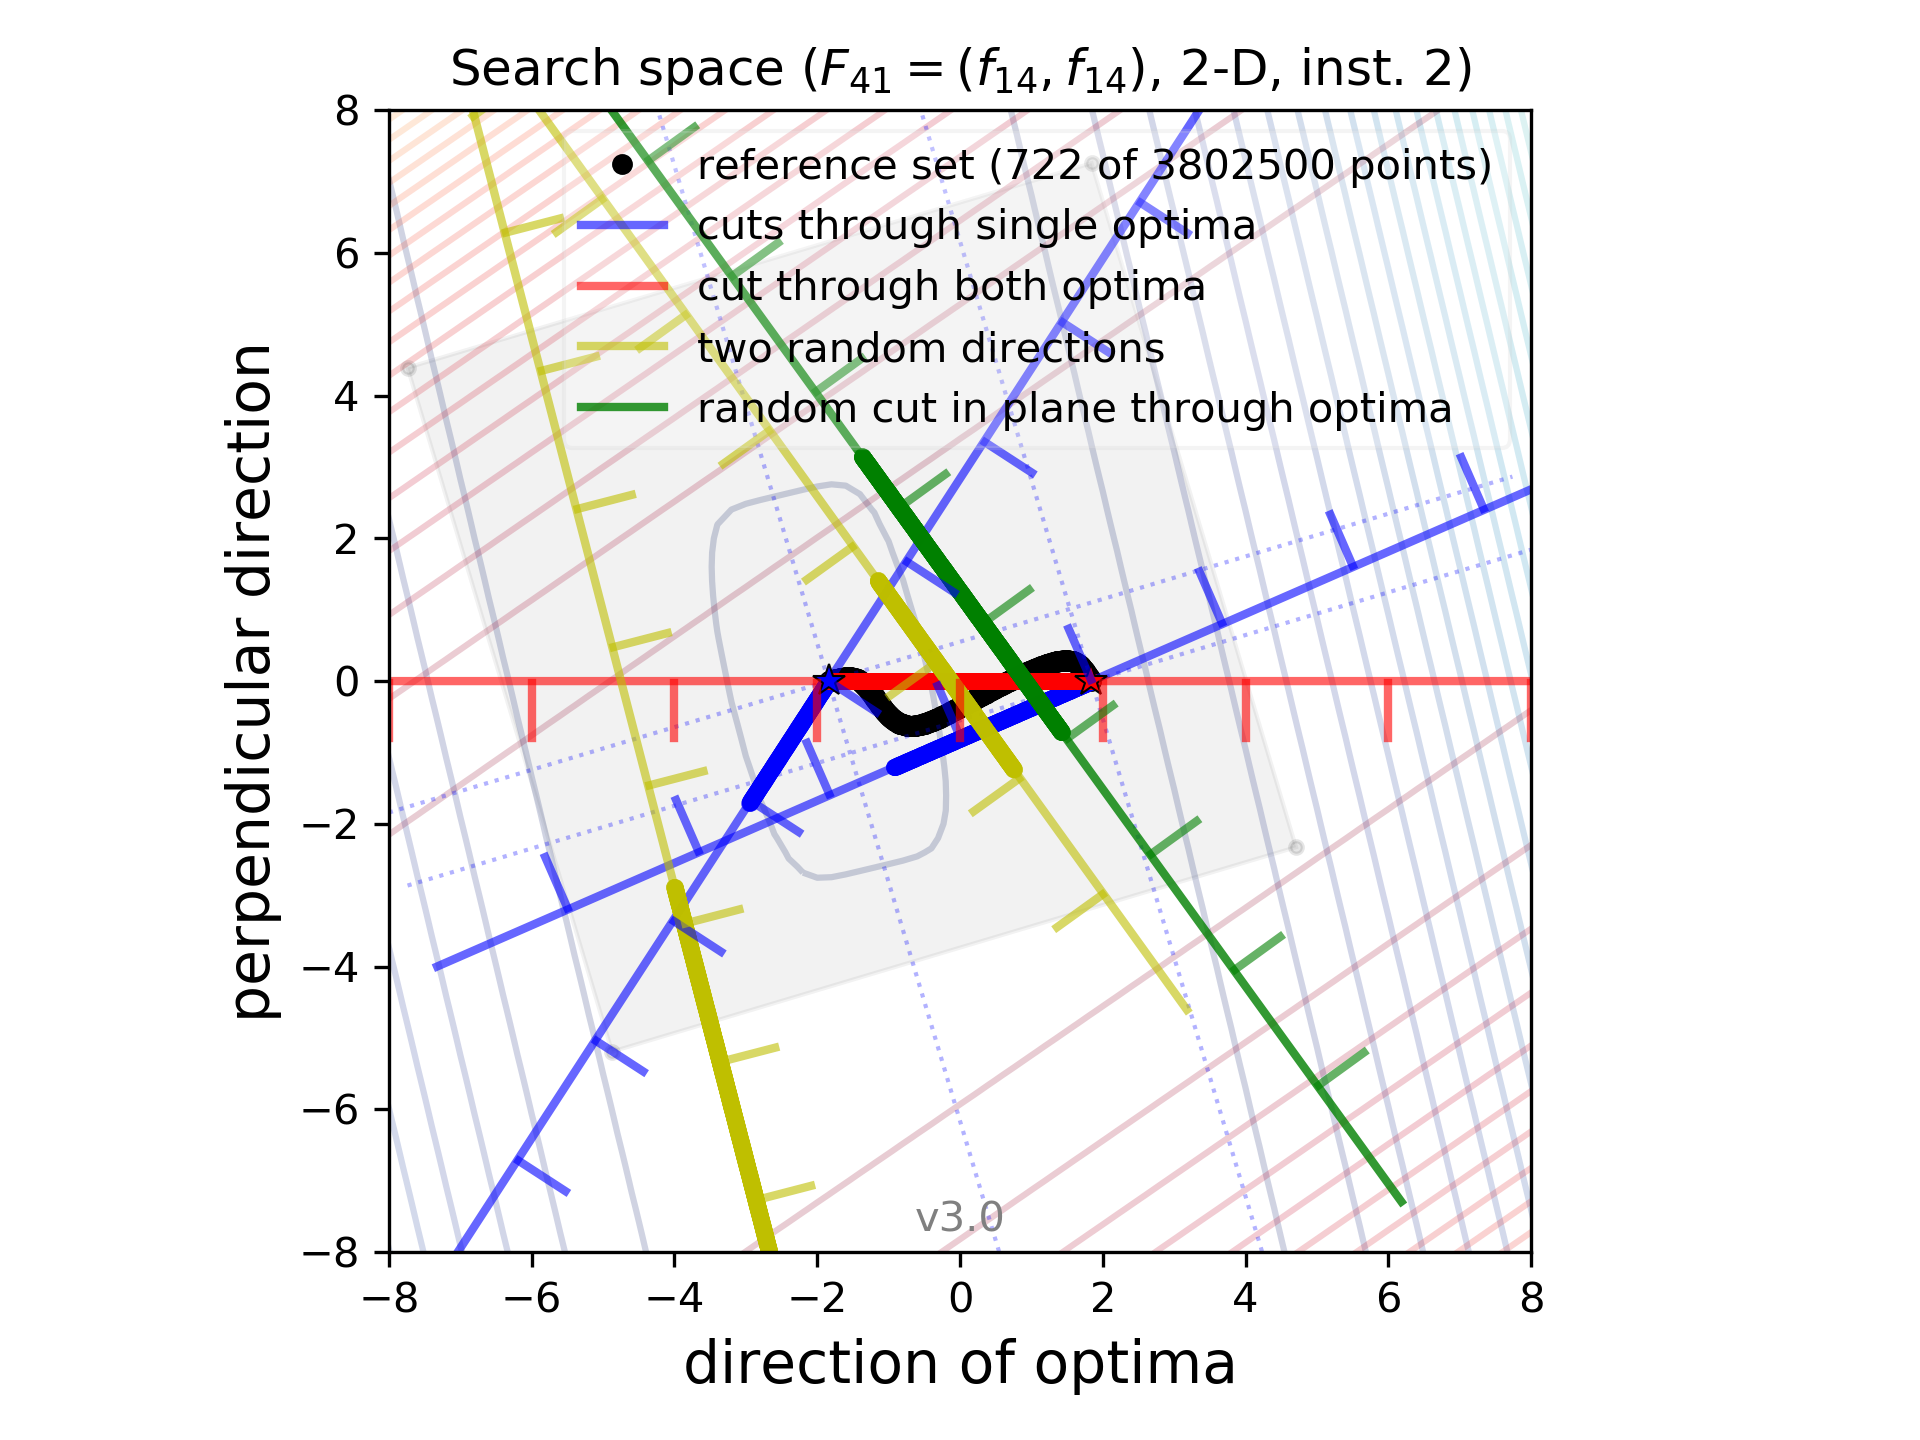 Search space (F₄₁ = (f₁₄, f₁₄), 2-D, inst. 2)
reference set (722 of 3802500 points)
cuts through single optima
cut through both optima
two random directions
random cut in plane through optima
perpendicular direction
8
6
4
2
0
−2
−4
−6
−8
v3.0
−8 −6 −4 −2 0 2 4 6 8
direction of optima